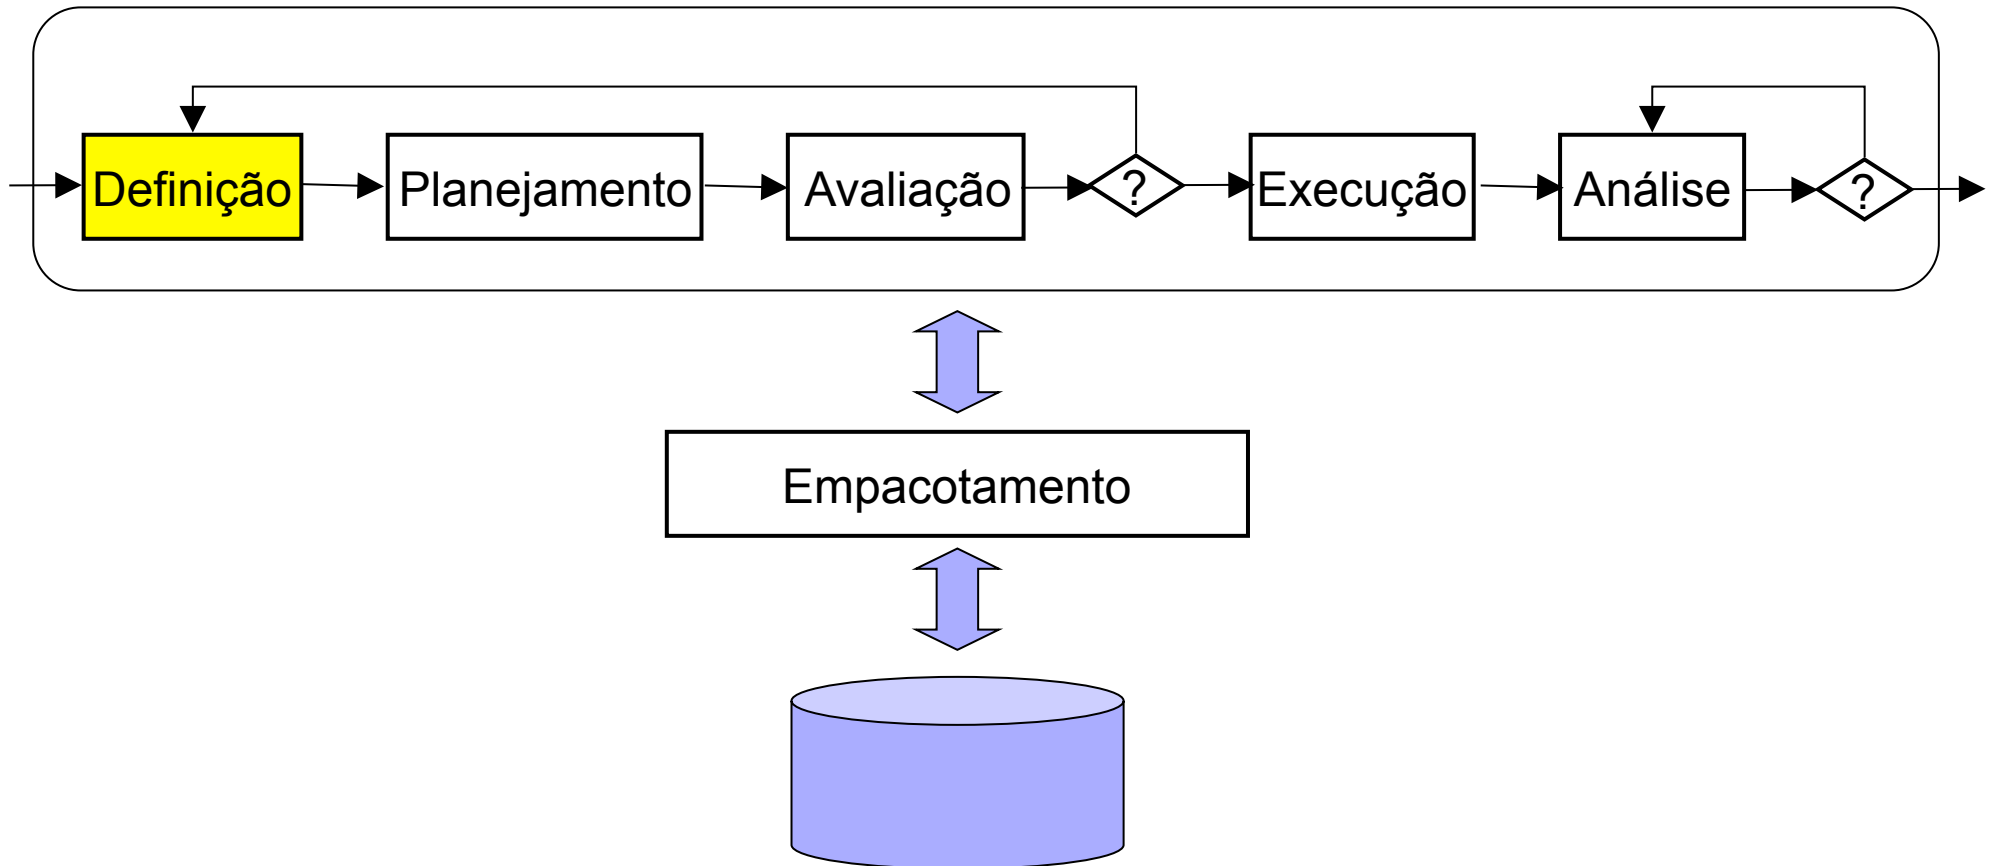 Definição
Planejamento
Avaliação
?
Execução
Análise
?
Empacotamento